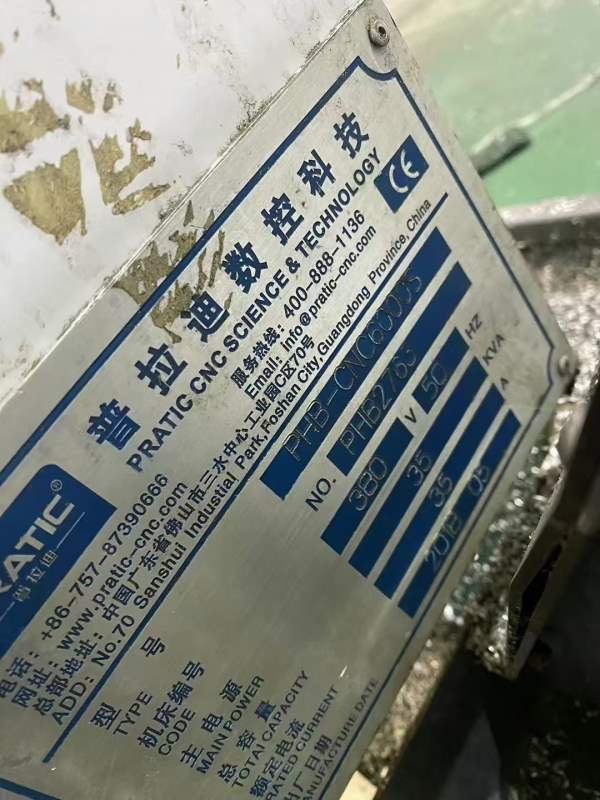 普拉迪数控科技
PRATIC CNC SCIENCE & TECHNOLOGY
CE
RATIC®
普拉迪
服务热线: 400-888-1136
Email: info@pratic-cnc.com
电话: +86-757-87390666
网址: www.pratic-cnc.com
总部地址: 中国广东省佛山市三水中心工业园C区70号
ADD: No.70 Sanshui Industial Park,Foshan City,Guangdong Province,China
型 号
TYPE
PHB-CNC6000S
机床编号
CODE
NO.
主 电 源
MAIN POWER
380 V 50 HZ
总 容 量
TOTAL CAPACITY
35 KVA
额定电流
RATED CURRENT
35 A
出厂日期
MANUFACTURE DATE
2018 05